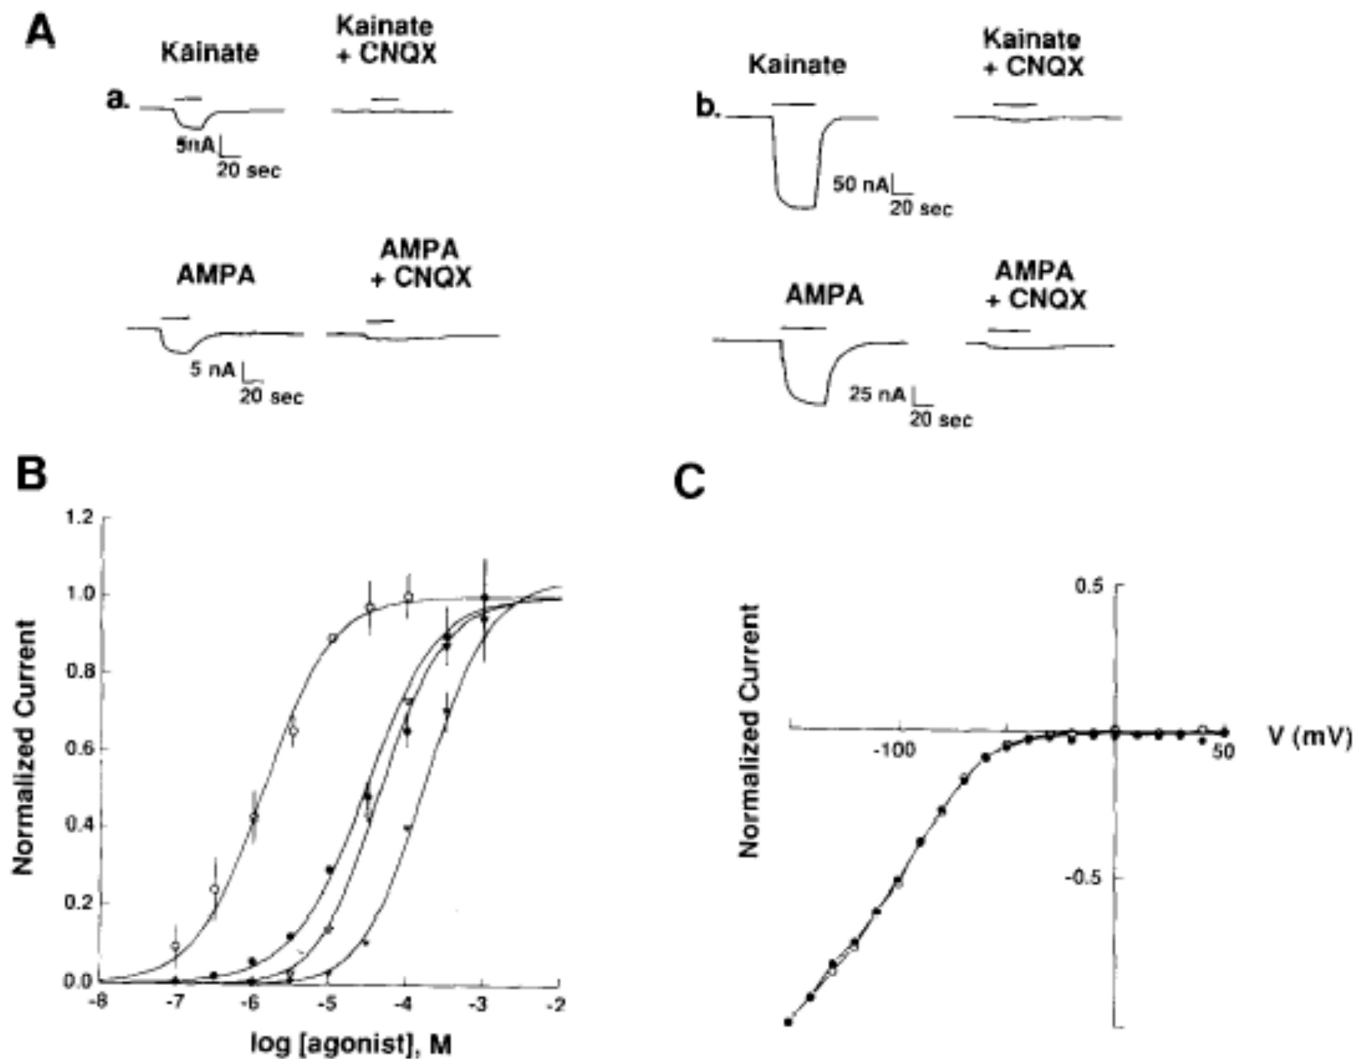 A
Kainate
Kainate
+ CNQX
a.
5nA
20 sec
AMPA
AMPA
+ CNQX
5 nA
20 sec
Kainate
Kainate
+ CNQX
b.
50 nA
20 sec
AMPA
AMPA
+ CNQX
25 nA
20 sec
B
1.2
1.0
0.8
0.6
0.4
0.2
0.0
Normalized Current
-8 -7 -6 -5 -4 -3 -2
log [agonist], M
C
0.5
Normalized Current
-100
50
V (mV)
-0.5